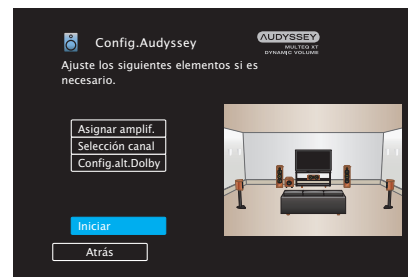 Config.Audyssey
AUDYSSEY
MULTEQ XT
DYNAMIC VOLUME
Ajuste los siguientes elementos si es
necesario.
Asignar amplif.
Selección canal
Config.alt.Dolby
Iniciar
Atrás